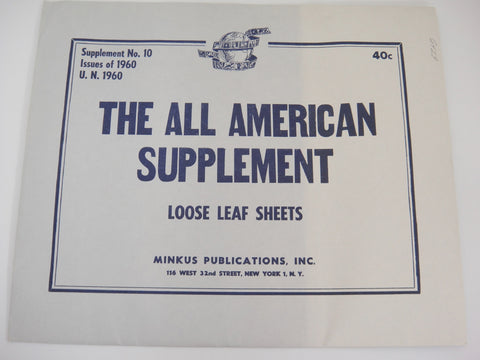 Supplement No. 10
Issues of 1960
U. N. 1960
40c
THE ALL AMERICAN
SUPPLEMENT
LOOSE LEAF SHEETS
MINKUS PUBLICATIONS, INC.
116 WEST 32nd STREET, NEW YORK 1, N. Y.